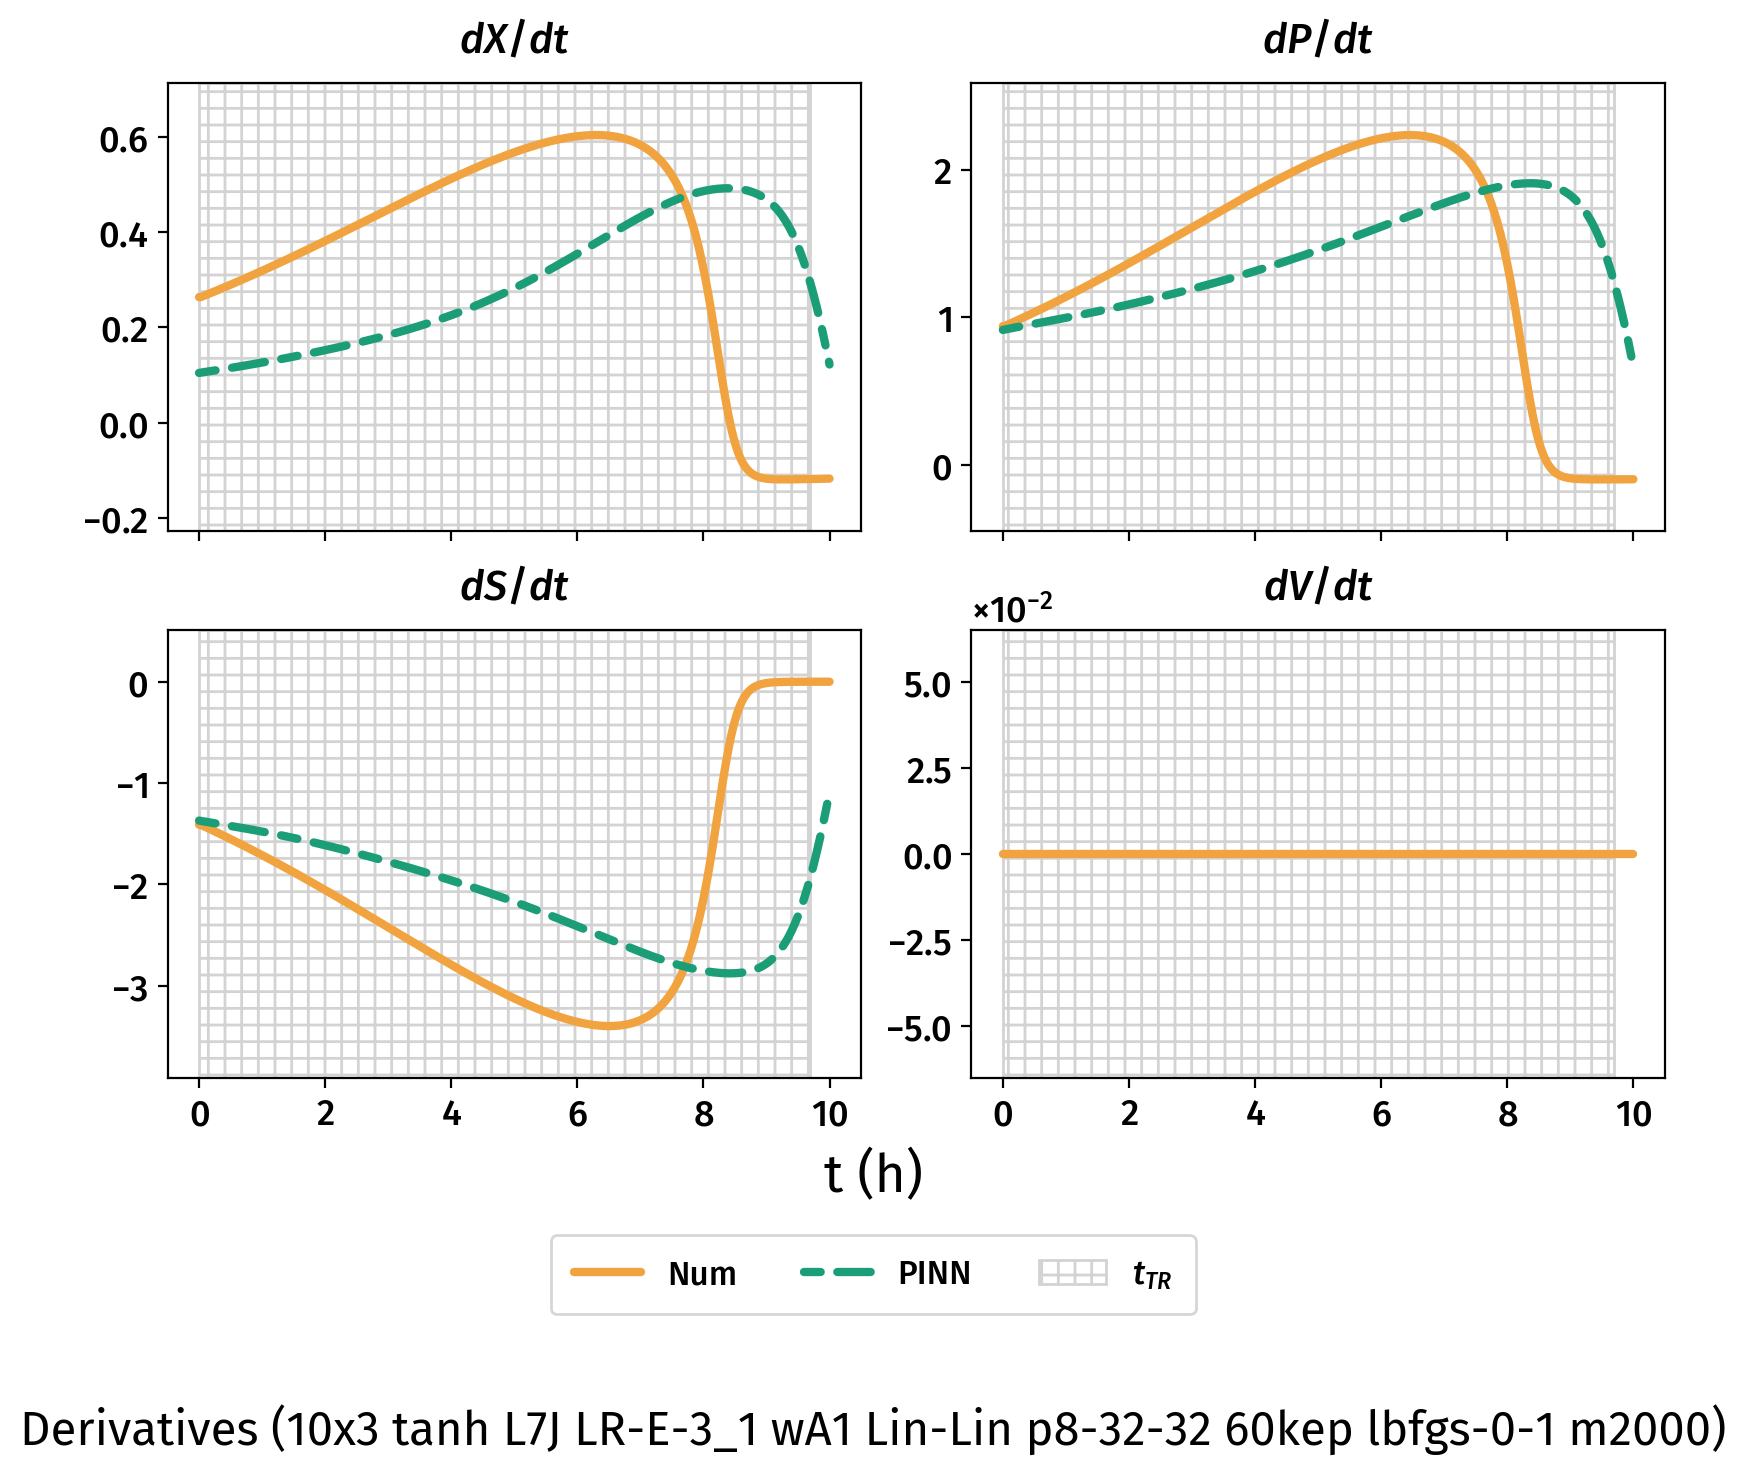 dX/dt
dP/dt
0.6
0.4
0.2
0.0
−0.2
2
1
0
dS/dt
dV/dt
×10⁻²
0
−1
−2
−3
5.0
2.5
0.0
−2.5
−5.0
0 2 4 6 8 10
0 2 4 6 8 10
t (h)
Num PINN t_TR
Derivatives (10x3 tanh L7J LR-E-3_1 wA1 Lin-Lin p8-32-32 60kep lbfgs-0-1 m2000)